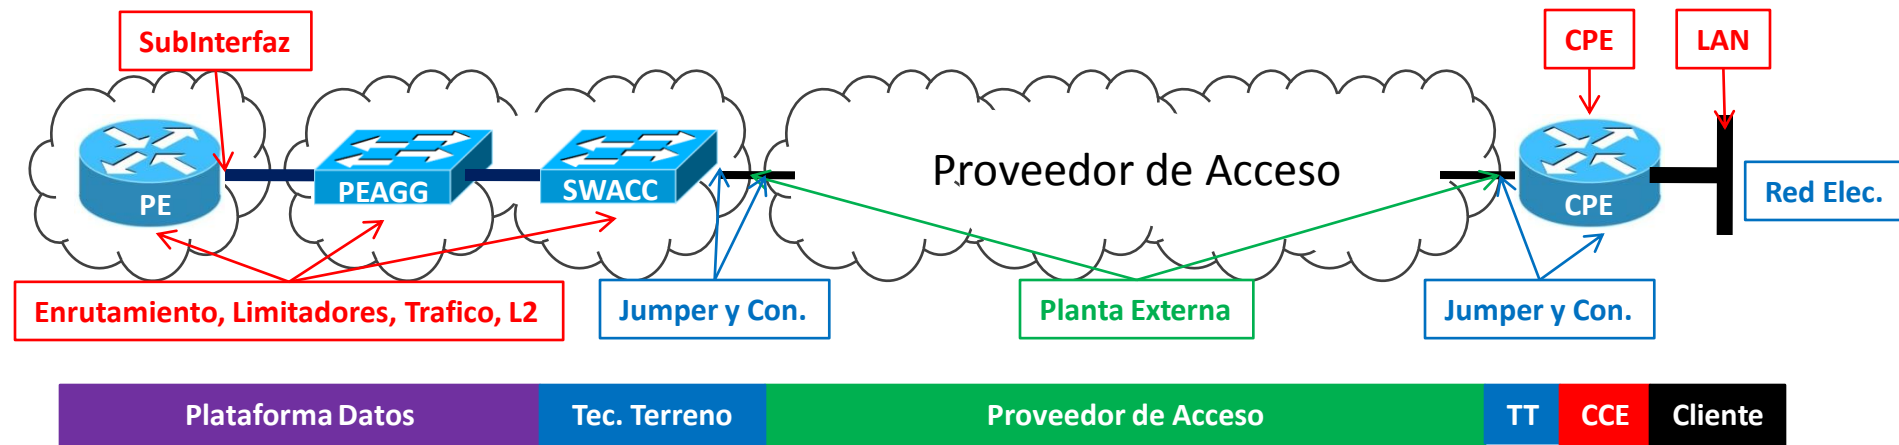 SubInterfaz
CPE
LAN
PE
PEAGG
SWACC
Proveedor de Acceso
CPE
Red Elec.
Enrutamiento, Limitadores, Trafico, L2
Jumper y Con.
Planta Externa
Jumper y Con.
Plataforma Datos
Tec. Terreno
Proveedor de Acceso
TT
CCE
Cliente